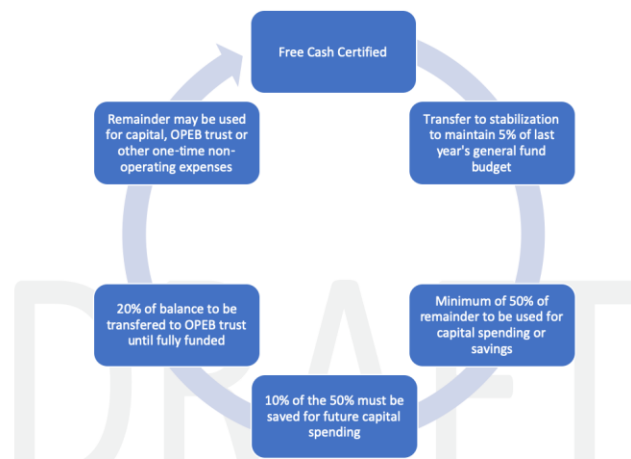 Free Cash Certified
Transfer to stabilization
to maintain 5% of last
year's general fund
budget
Minimum of 50% of
remainder to be used for
capital spending or
savings
10% of the 50% must be
saved for future capital
spending
20% of balance to be
transfered to OPEB trust
until fully funded
Remainder may be used
for capital, OPEB trust or
other one-time non-
operating expenses
DRAFT